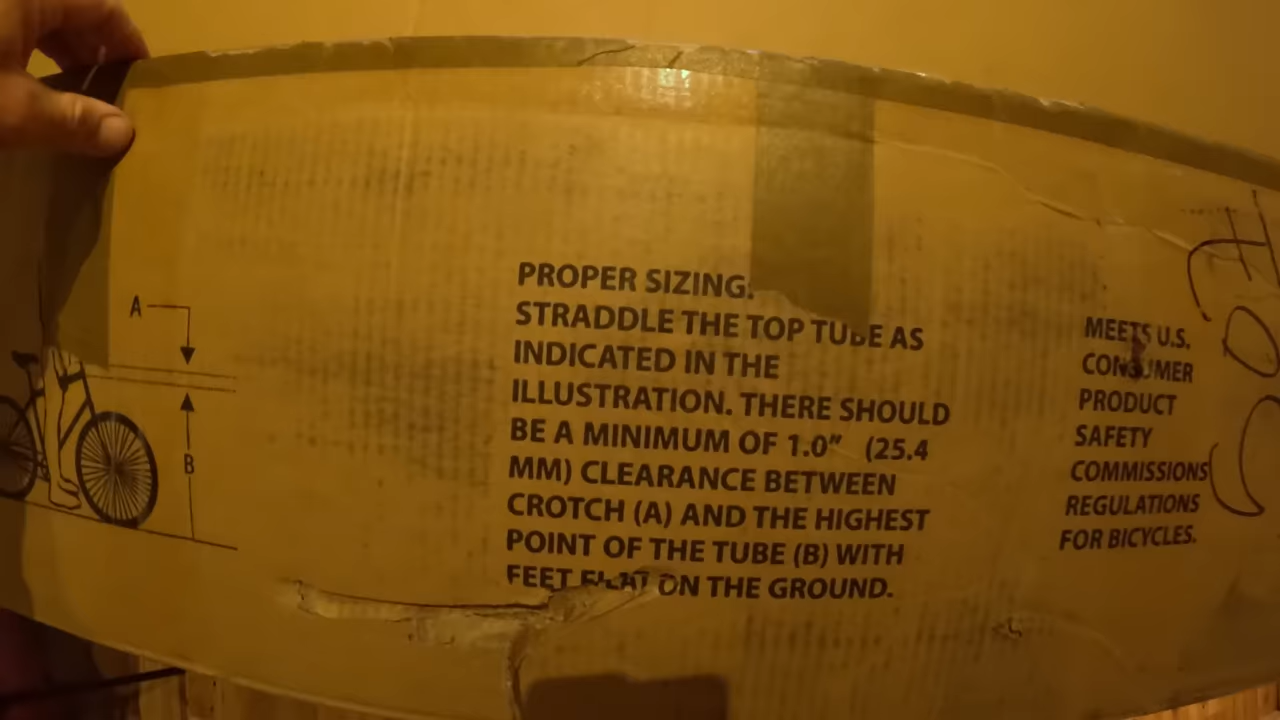 A
B
PROPER SIZING.
STRADDLE THE TOP TUBE AS
INDICATED IN THE
ILLUSTRATION. THERE SHOULD
BE A MINIMUM OF 1.0" (25.4
MM) CLEARANCE BETWEEN
CROTCH (A) AND THE HIGHEST
POINT OF THE TUBE (B) WITH
FEET FLAT ON THE GROUND.
MEETS U.S.
CONSUMER
PRODUCT
SAFETY
COMMISSIONS
REGULATIONS
FOR BICYCLES.